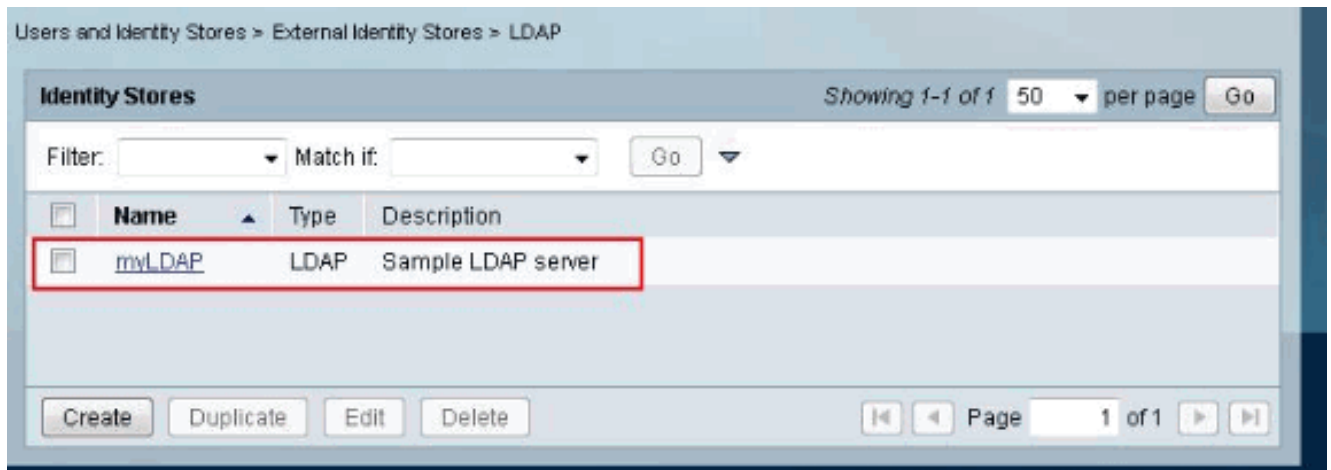 Users and Identity Stores > External Identity Stores > LDAP
Identity Stores Showing 1-1 of 1 50 per page Go
Filter: Match if: Go
Name Type Description
myLDAP LDAP Sample LDAP server
Create Duplicate Edit Delete Page 1 of 1